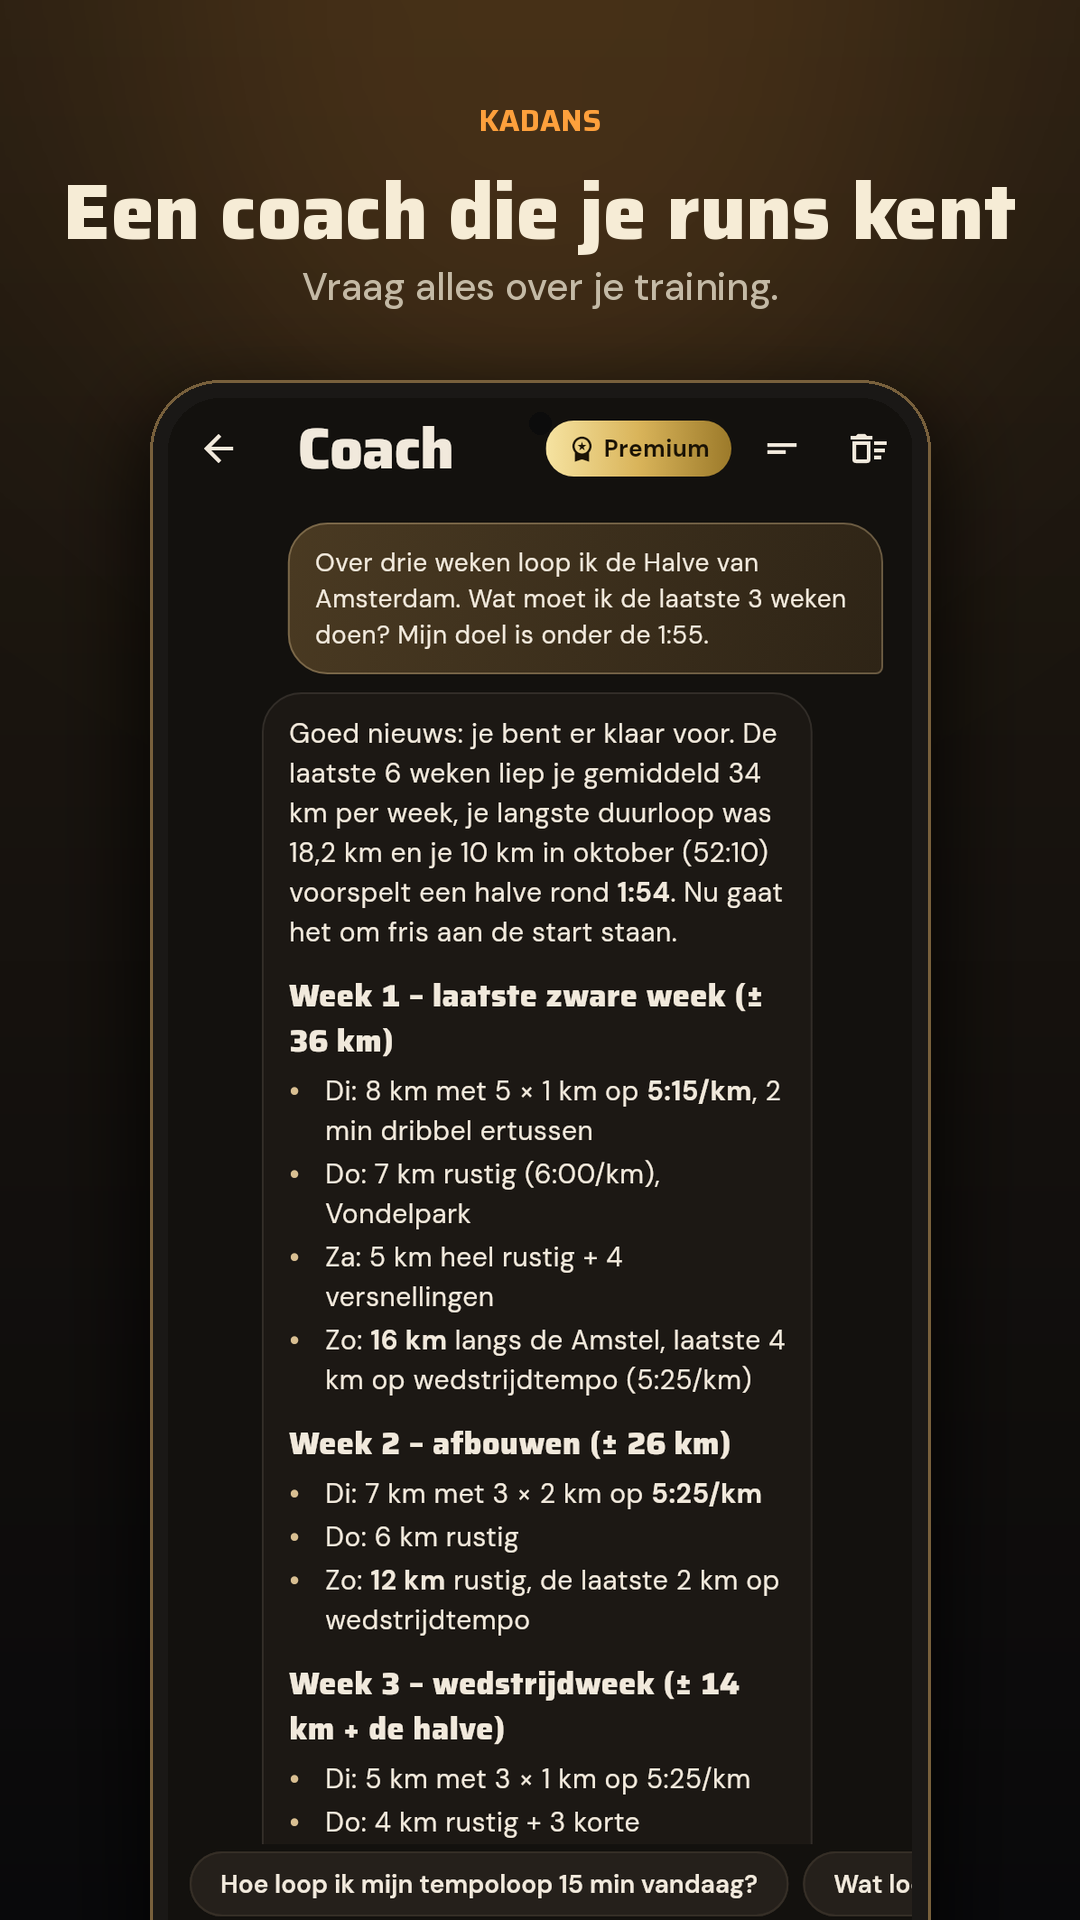 KADANS
Een coach die je runs kent
Vraag alles over je training.
Coach
Premium
Over drie weken loop ik de Halve van
Amsterdam. Wat moet ik de laatste 3 weken
doen? Mijn doel is onder de 1:55.
Goed nieuws: je bent er klaar voor. De
laatste 6 weken liep je gemiddeld 34
km per week, je langste duurloop was
18,2 km en je 10 km in oktober (52:10)
voorspelt een halve rond 1:54. Nu gaat
het om fris aan de start staan.
Week 1 – laatste zware week (±
36 km)
• Di: 8 km met 5 × 1 km op 5:15/km, 2
min dribbel ertussen
• Do: 7 km rustig (6:00/km),
Vondelpark
• Za: 5 km heel rustig + 4
versnellingen
• Zo: 16 km langs de Amstel, laatste 4
km op wedstrijdtempo (5:25/km)
Week 2 – afbouwen (± 26 km)
• Di: 7 km met 3 × 2 km op 5:25/km
• Do: 6 km rustig
• Zo: 12 km rustig, de laatste 2 km op
wedstrijdtempo
Week 3 – wedstrijdweek (± 14
km + de halve)
• Di: 5 km met 3 × 1 km op 5:25/km
• Do: 4 km rustig + 3 korte
Hoe loop ik mijn tempoloop 15 min vandaag?
Wat